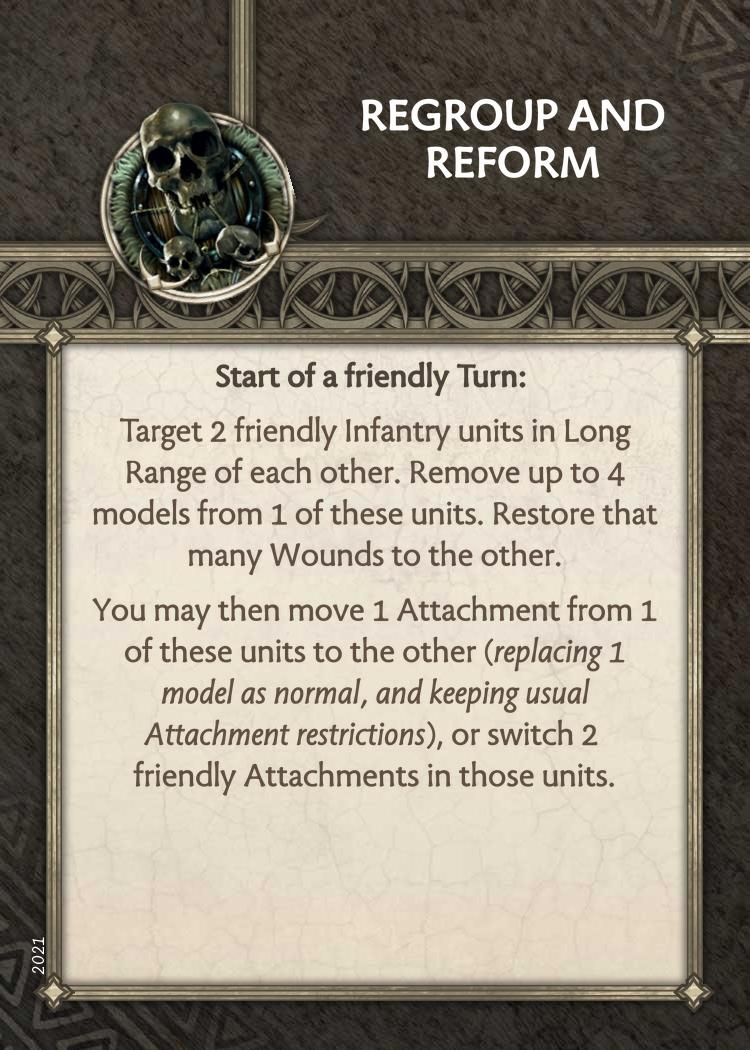 REGROUP AND
REFORM
Start of a friendly Turn:
Target 2 friendly Infantry units in Long
Range of each other. Remove up to 4
models from 1 of these units. Restore that
many Wounds to the other.
You may then move 1 Attachment from 1
of these units to the other (replacing 1
model as normal, and keeping usual
Attachment restrictions), or switch 2
friendly Attachments in those units.
2021